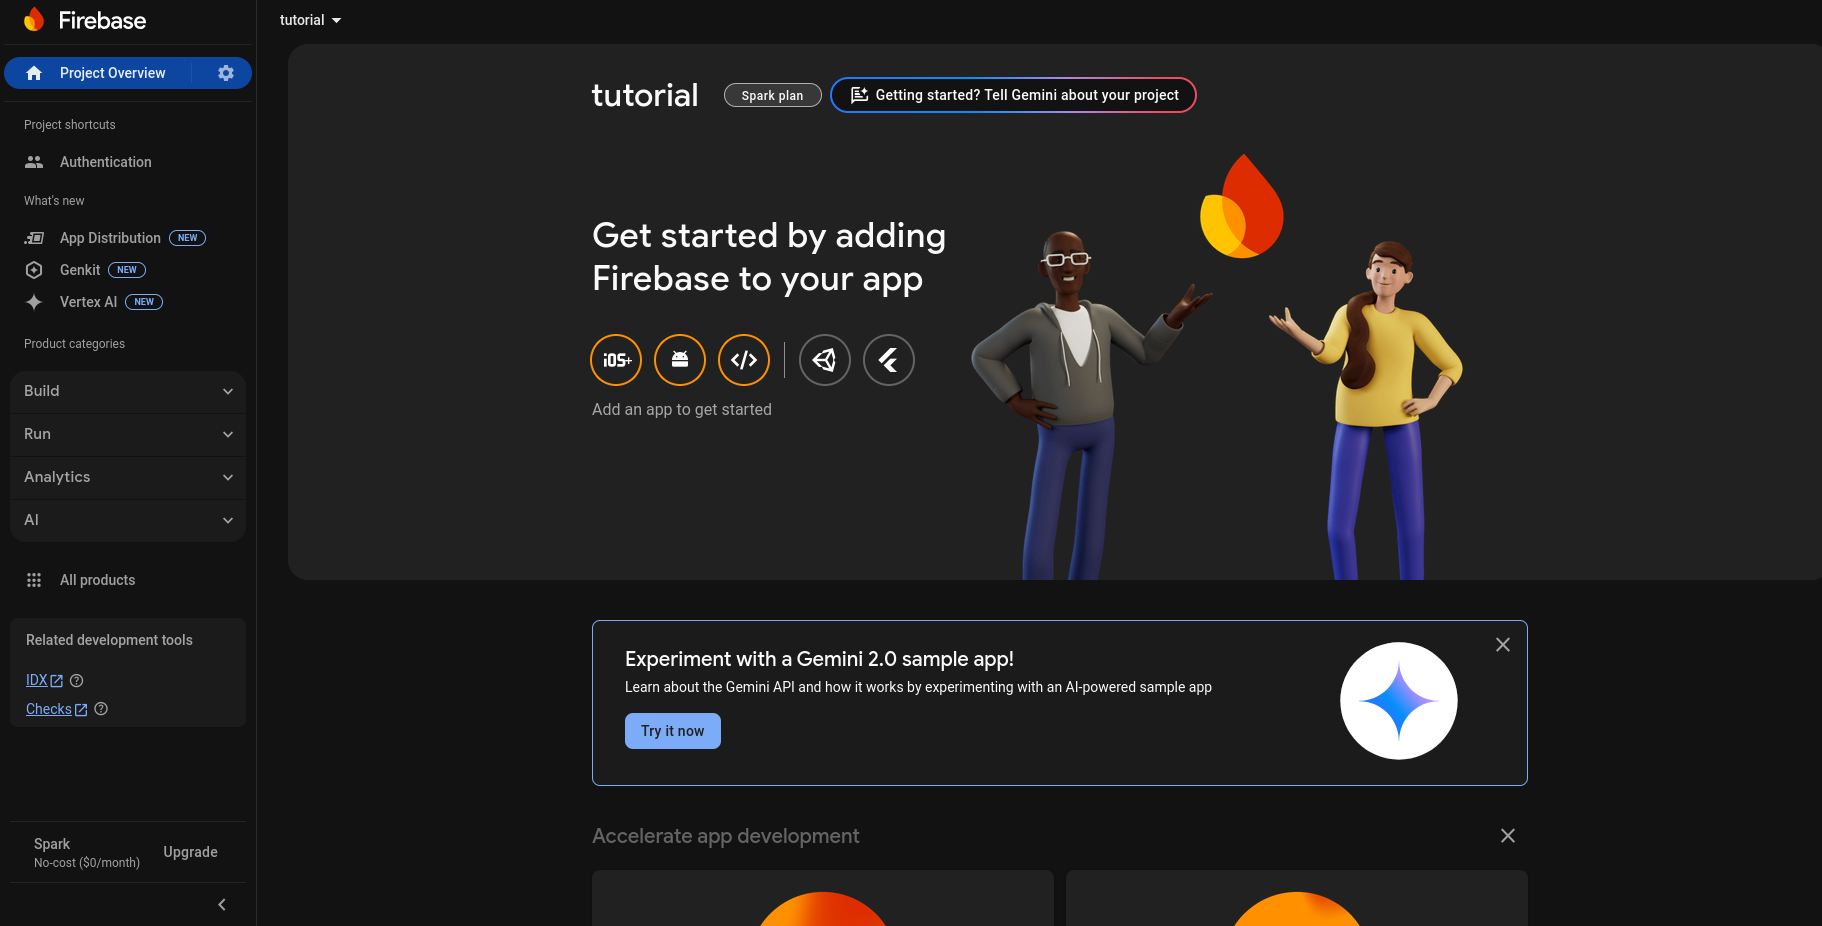 Firebase
tutorial
Project Overview
Project shortcuts
Authentication
What's new
App Distribution NEW
Genkit NEW
Vertex AI NEW
Product categories
Build
Run
Analytics
AI
All products
Related development tools
IDX
Checks
Spark
No-cost ($0/month)
Upgrade
tutorial
Spark plan
Getting started? Tell Gemini about your project
Get started by adding
Firebase to your app
iOS+
Add an app to get started
Experiment with a Gemini 2.0 sample app!
Learn about the Gemini API and how it works by experimenting with an AI-powered sample app
Try it now
Accelerate app development